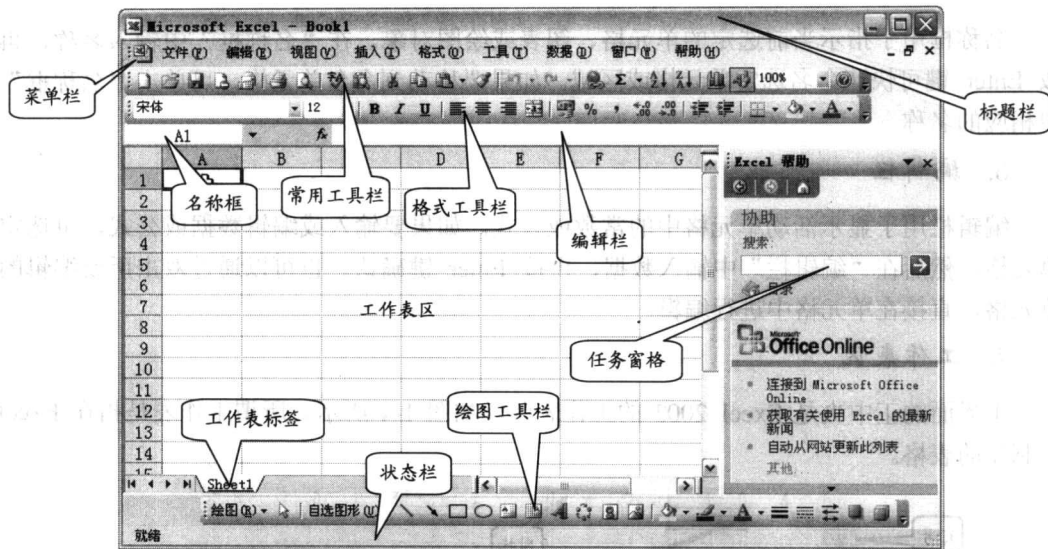 Microsoft Excel - Book1
文件(F) 编辑(E) 视图(V) 插入(I) 格式(O) 工具(T) 数据(D) 窗口(W) 帮助(H)
菜单栏
100%
标题栏
宋体 12 B I U % ,
A1 fx
A B D E F G
Excel 帮助
名称框
常用工具栏
格式工具栏
编辑栏
协助
搜索:
目录
1
2
3
4
5
6
7
8
9
10
11
12
13
14
15
工作表区
任务窗格
Microsoft
Office Online
连接到 Microsoft Office
Online
获取有关使用 Excel 的最新
新闻
自动从网站更新此列表
其他:
工作表标签
绘图工具栏
状态栏
Sheet1
绘图(R) 自选图形(U)
就绪